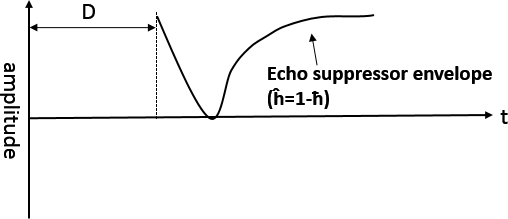 D
Echo suppressor envelope
(ĥ=1-ħ)
t
amplitude